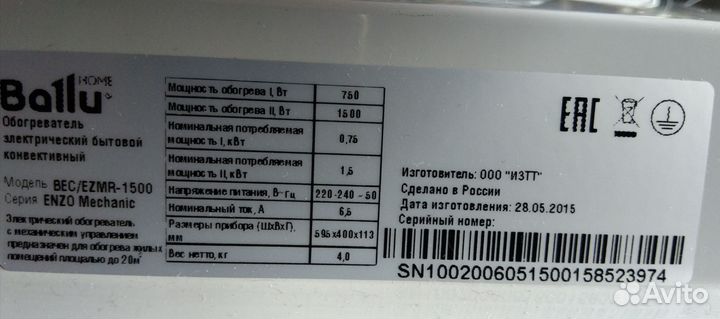 Ballu HOME
Обогреватель
электрический бытовой
конвективный
Модель BEC/EZMR-1500
Серия ENZO Mechanic
Электрический обогреватель
с механическим управлением
предназначен для обогрева жилых
помещений площадью до 20м²
Мощность обогрева I, Вт 750
Мощность обогрева II, Вт 1500
Номинальная потребляемая
мощность I, кВт 0,75
Номинальная потребляемая
мощность II, кВт 1,5
Напряжение питания, В~Гц 220-240 ~ 50
Номинальный ток, А 6,5
Размеры прибора (ШхВхГ),
мм 595х400х113
Вес нетто, кг 4,0
EAC
Изготовитель: ООО "ИЗТТ"
Сделано в России
Дата изготовления: 28.05.2015
Серийный номер:
SN1002006051500158523974
Avito